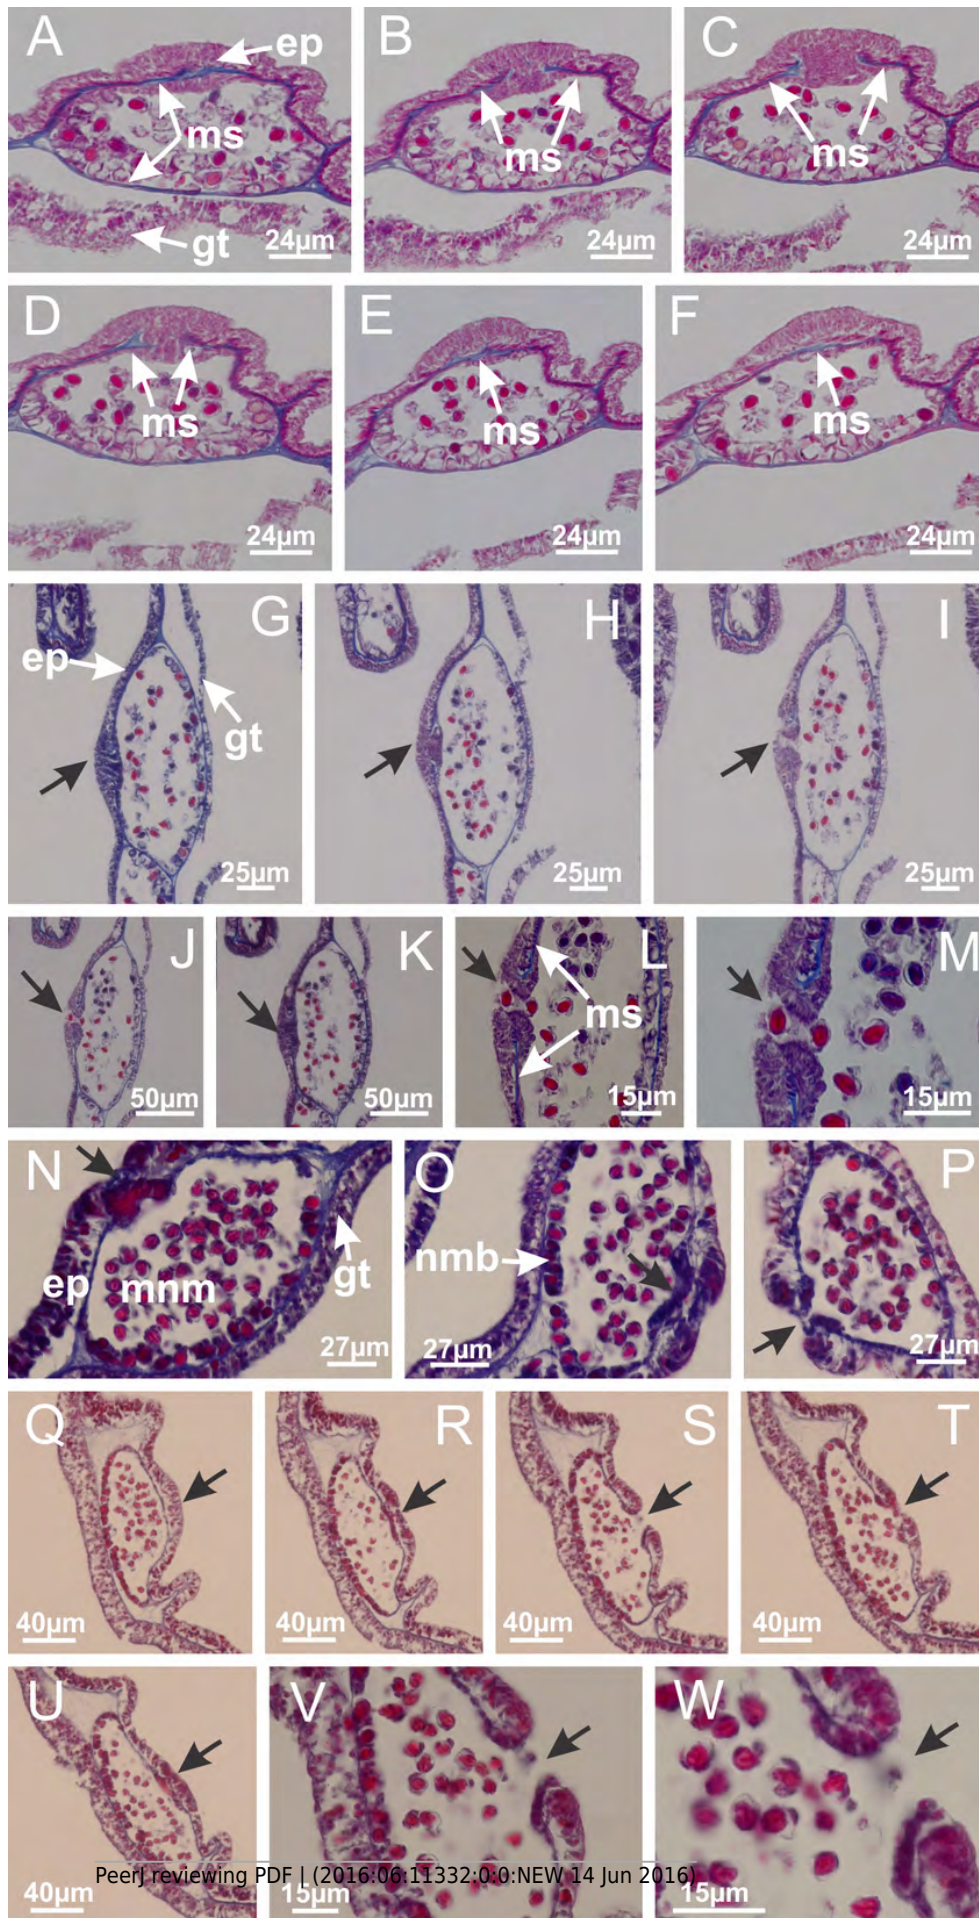 A
ep
ms
gt
24µm
B
ms
24µm
C
ms
24µm
D
ms
24µm
E
ms
24µm
F
ms
24µm
G
ep
gt
25µm
H
25µm
I
25µm
J
50µm
K
50µm
L
ms
15µm
M
15µm
N
ep
mnm
gt
27µm
O
nmb
27µm
P
27µm
Q
40µm
R
40µm
S
40µm
T
40µm
U
40µm
V
15µm
W
15µm
PeerJ reviewing PDF | (2016:06:11332:0:0:NEW 14 Jun 2016)